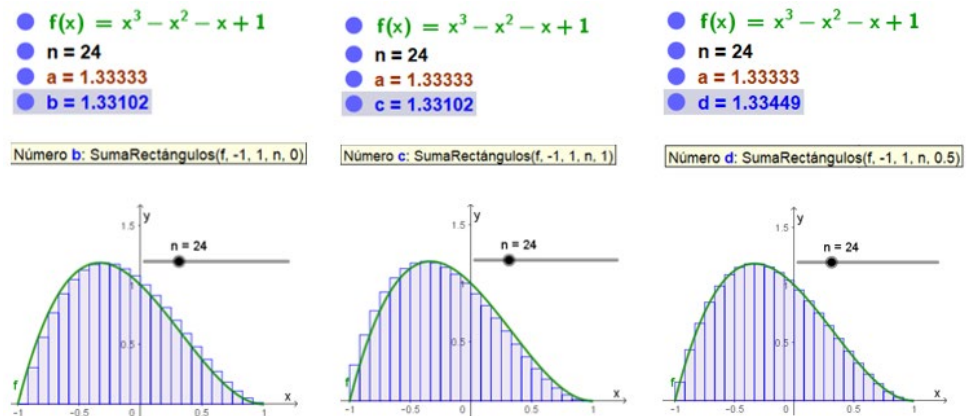 f(x) = x³ − x² − x + 1
n = 24
a = 1.33333
b = 1.33102
Número b: SumaRectángulos(f, -1, 1, n, 0)
y
1.5
n = 24
1
0.5
f
x
-1
-0.5
0
0.5
1
f(x) = x³ − x² − x + 1
n = 24
a = 1.33333
c = 1.33102
Número c: SumaRectángulos(f, -1, 1, n, 1)
y
1.5
n = 24
1
0.5
f
x
-1
-0.5
0
0.5
1
f(x) = x³ − x² − x + 1
n = 24
a = 1.33333
d = 1.33449
Número d: SumaRectángulos(f, -1, 1, n, 0.5)
y
1.5
n = 24
1
0.5
f
x
-1
-0.5
0
0.5
1